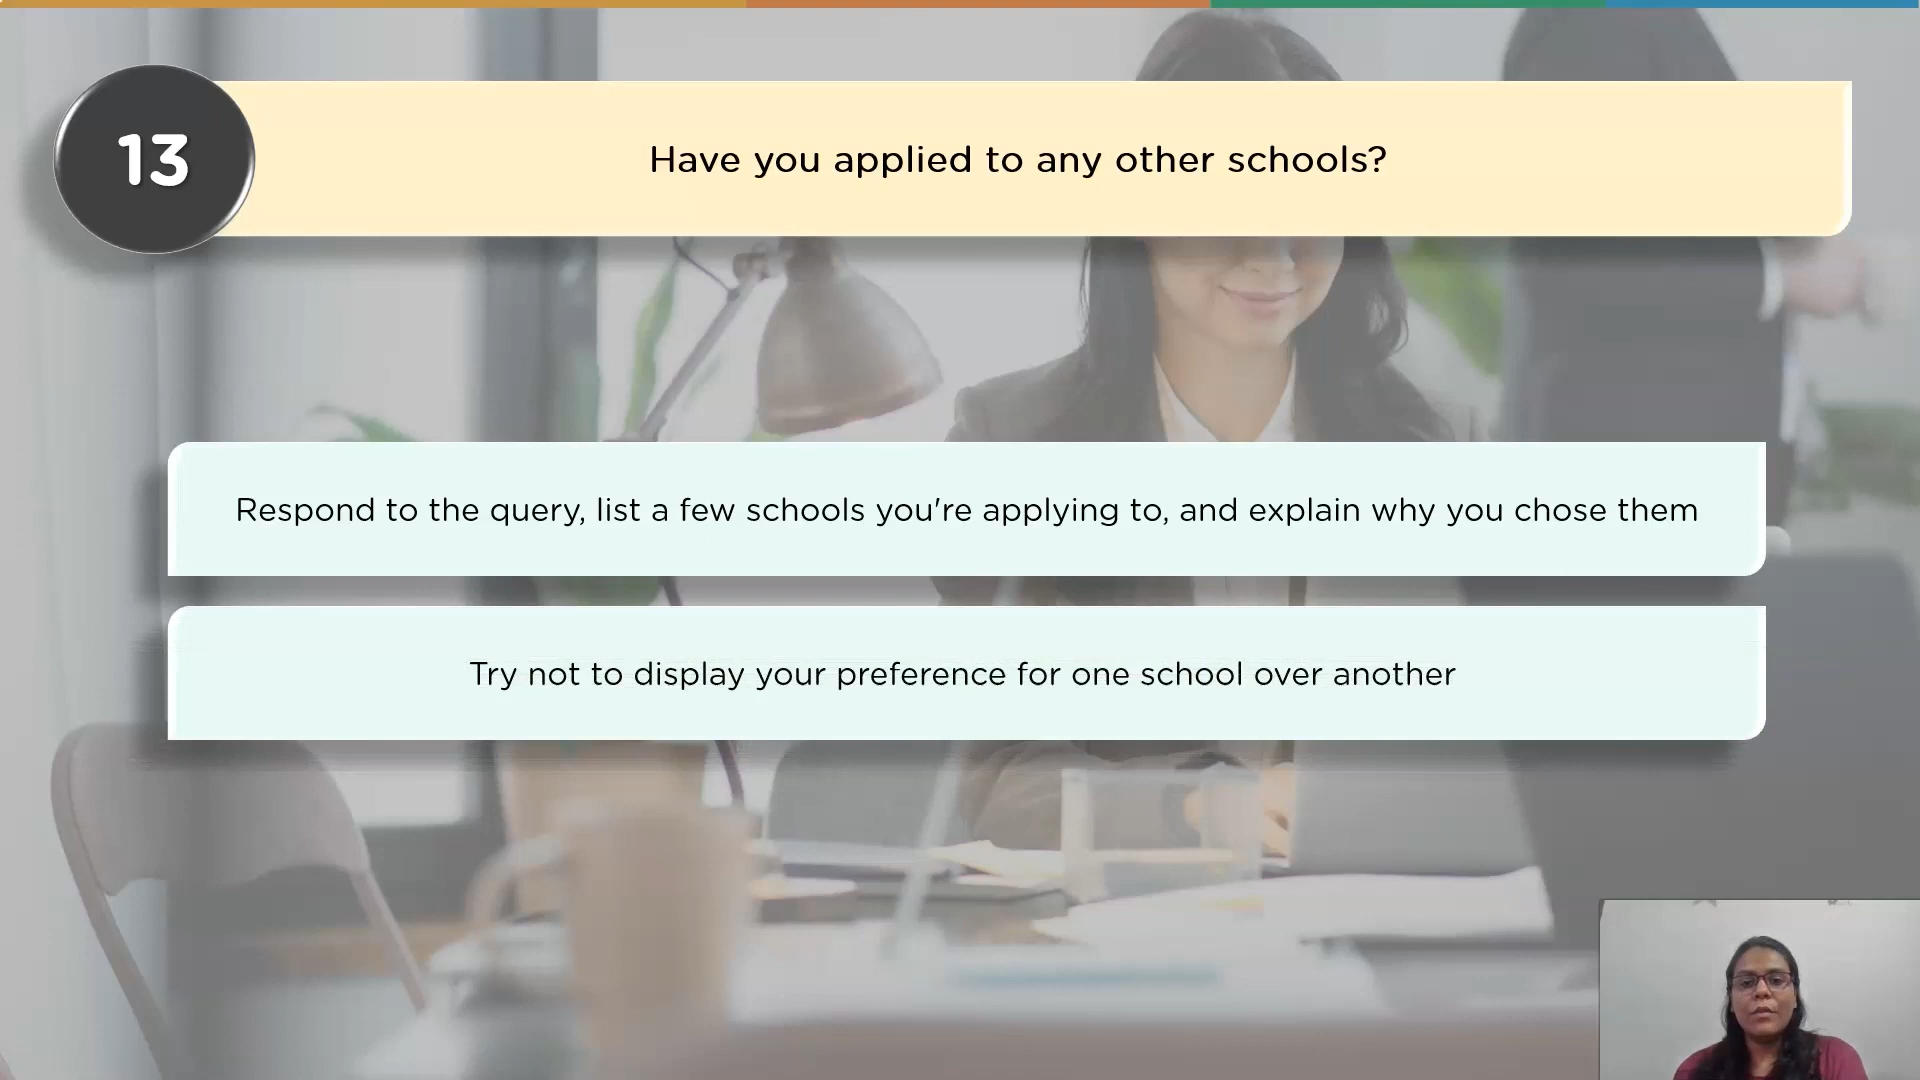 13
Have you applied to any other schools?
Respond to the query, list a few schools you're applying to, and explain why you chose them
Try not to display your preference for one school over another